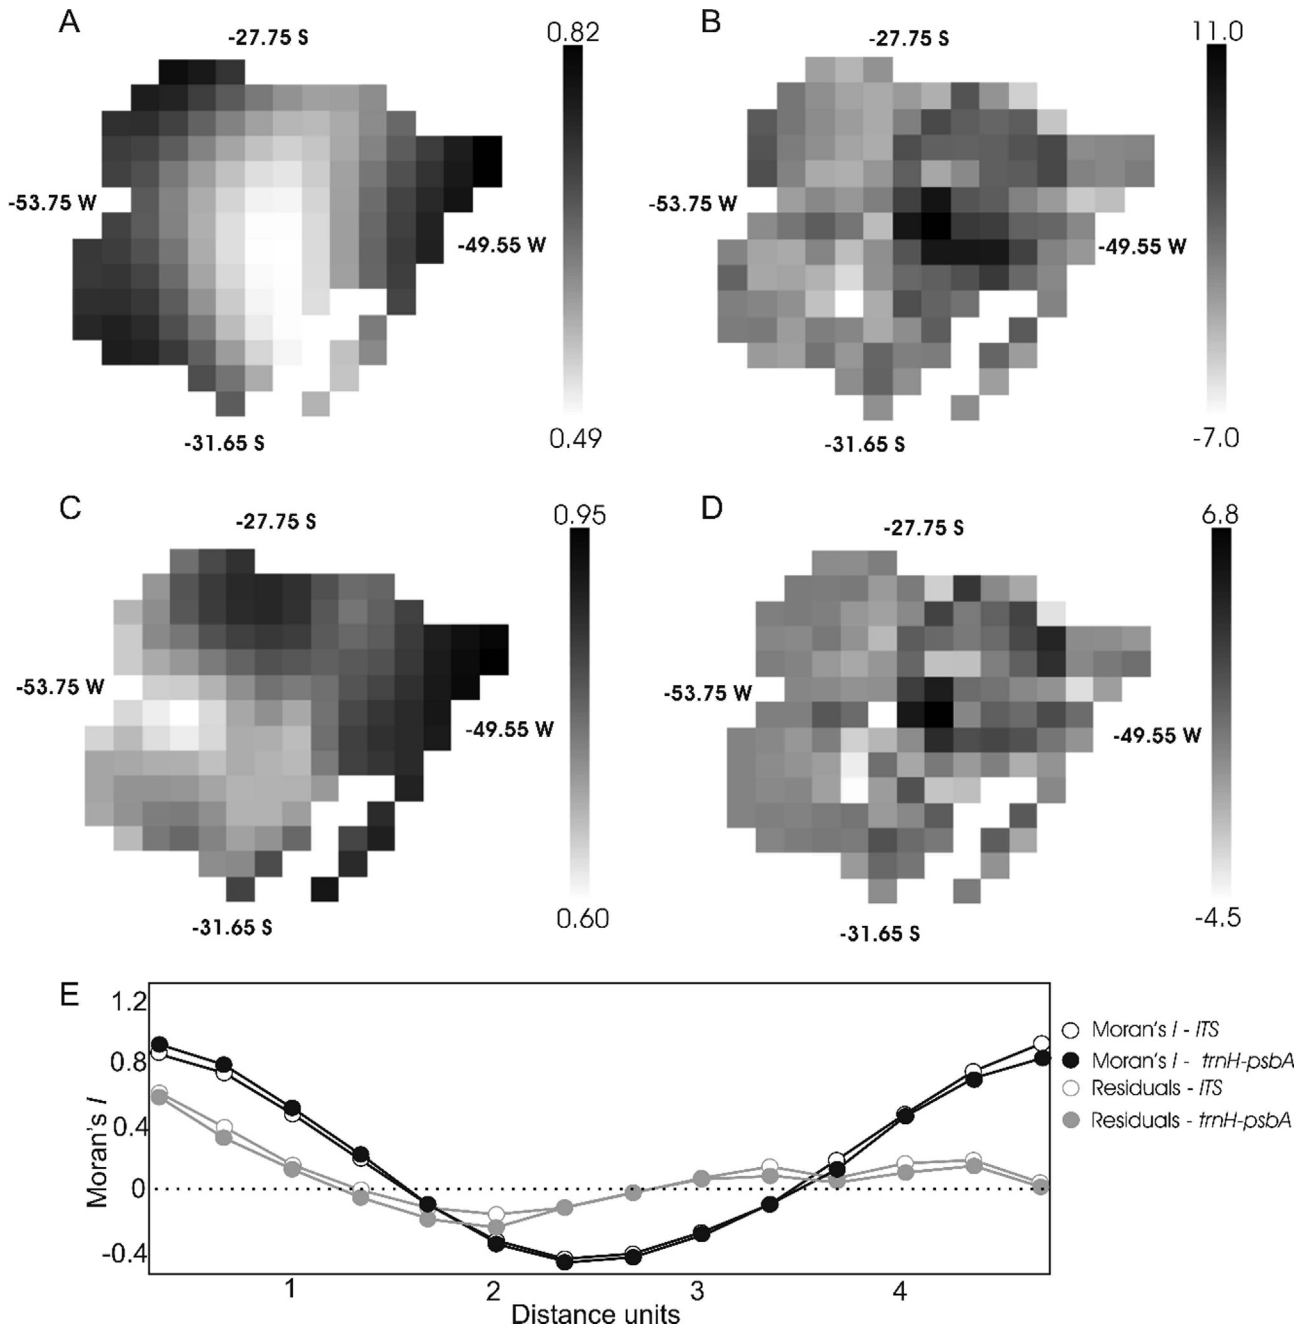 A
-27.75 S
0.82
-53.75 W
-49.55 W
0.49
-31.65 S
B
-27.75 S
11.0
-53.75 W
-49.55 W
-7.0
-31.65 S
C
-27.75 S
0.95
-53.75 W
-49.55 W
0.60
-31.65 S
D
-27.75 S
6.8
-53.75 W
-49.55 W
-4.5
-31.65 S
E
Moran's I
1.2
0.8
0.4
0
-0.4
1 2 3 4
Distance units
Moran's I - ITS
Moran's I - trnH-psbA
Residuals - ITS
Residuals - trnH-psbA